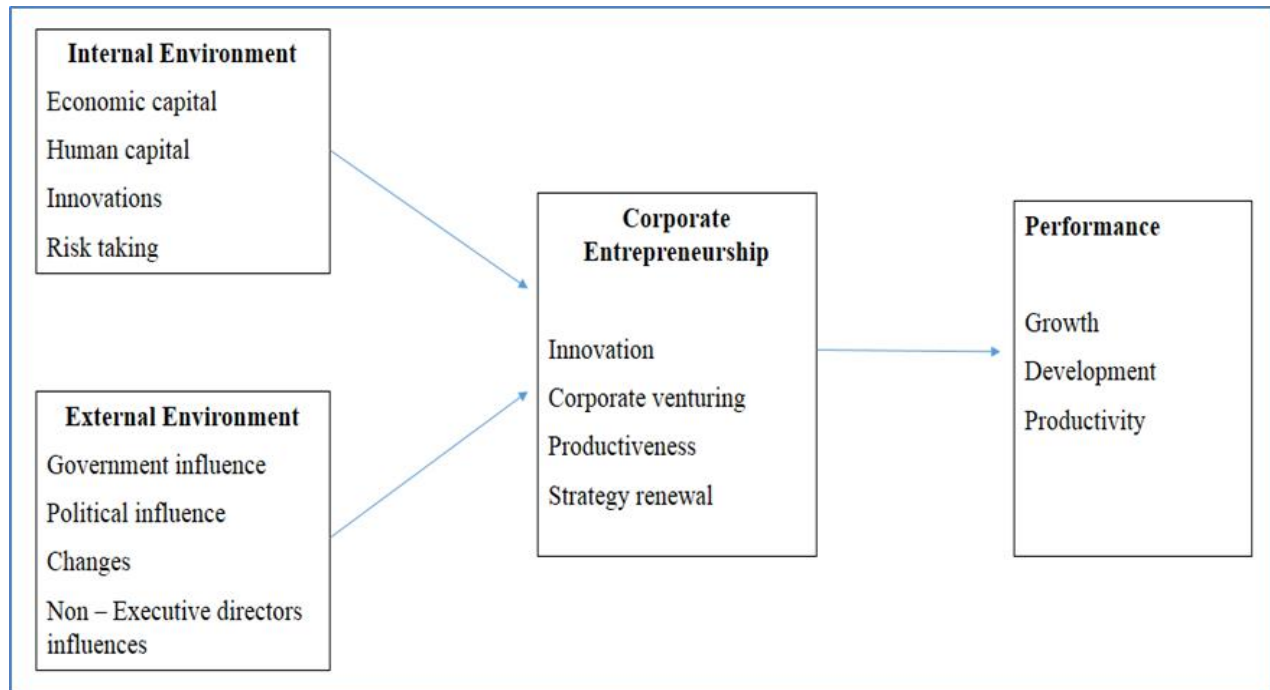 Internal Environment
Economic capital
Human capital
Innovations
Risk taking
External Environment
Government influence
Political influence
Changes
Non – Executive directors
influences
Corporate
Entrepreneurship
Innovation
Corporate venturing
Productiveness
Strategy renewal
Performance
Growth
Development
Productivity